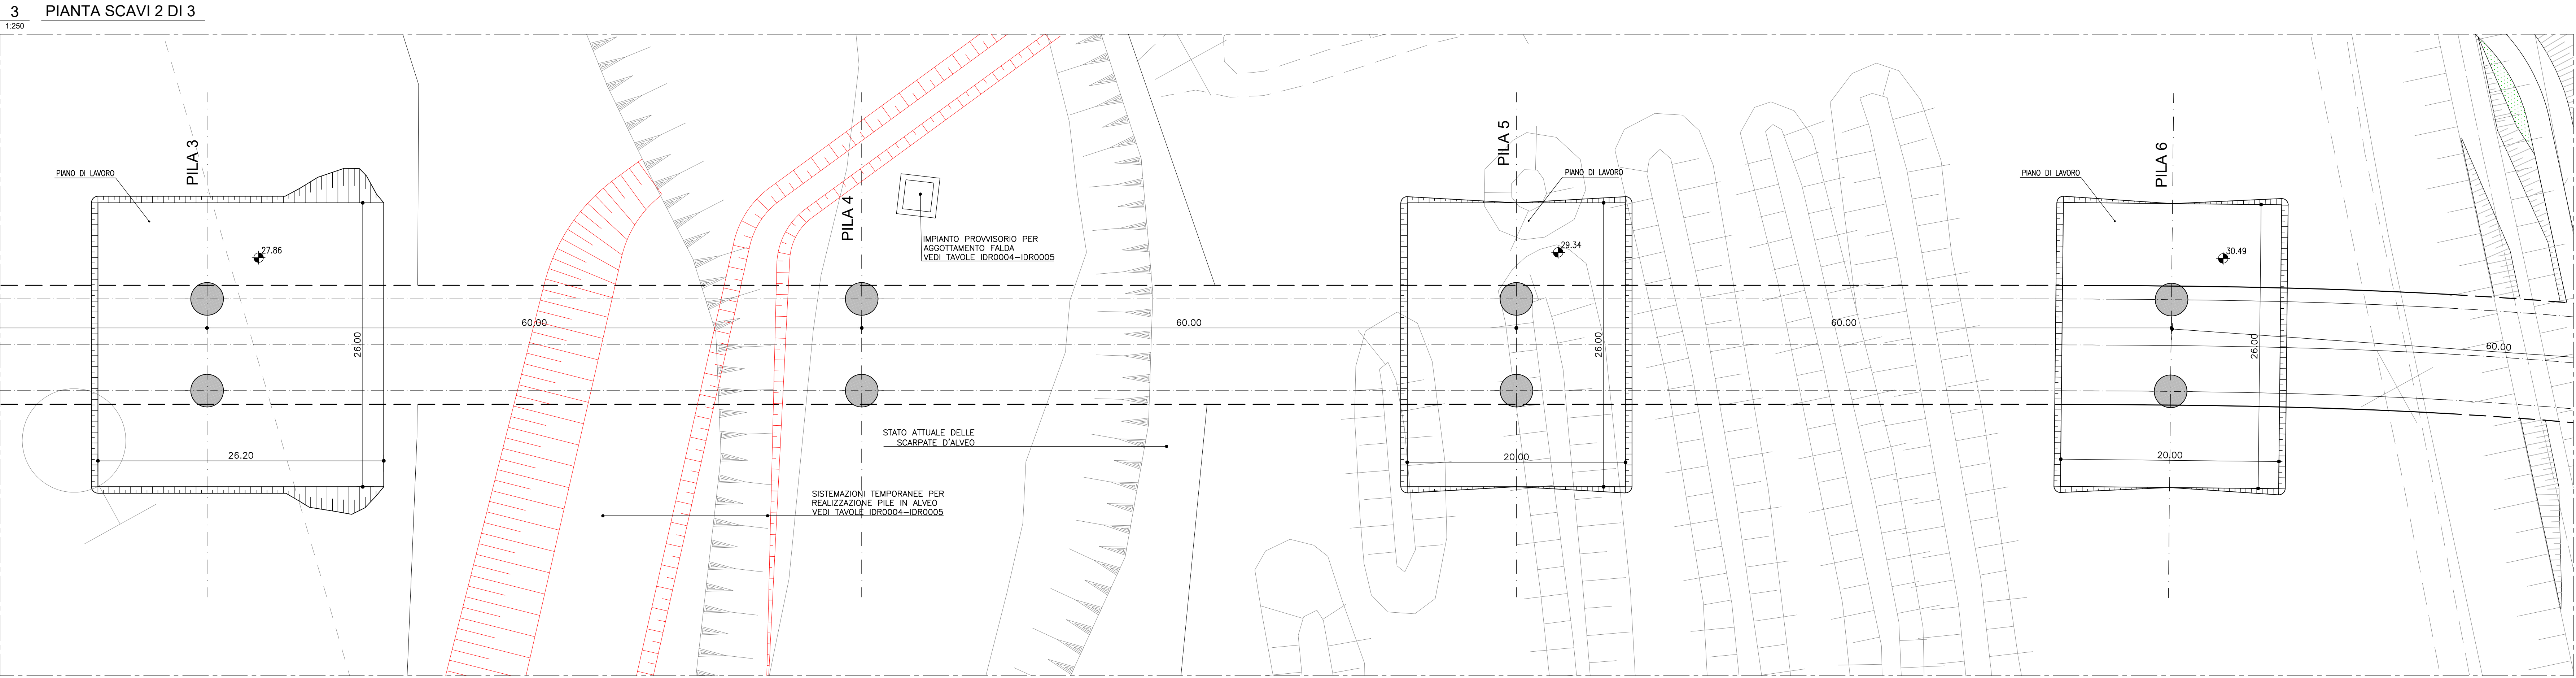 3 PIANTA SCAVI 2 DI 3
1:250
PILA 3
PIANO DI LAVORO
27.86
26.00
26.20
60.00
PILA 4
IMPIANTO PROVVISORIO PER
AGGOTTAMENTO FALDA
VEDI TAVOLE IDR0004-IDR0005
60.00
STATO ATTUALE DELLE
SCARPATE D'ALVEO
SISTEMAZIONI TEMPORANEE PER
REALIZZAZIONE PILE IN ALVEO
VEDI TAVOLE IDR0004-IDR0005
PILA 5
PIANO DI LAVORO
29.34
26.00
20.00
60.00
PILA 6
PIANO DI LAVORO
30.49
26.00
20.00
60.00